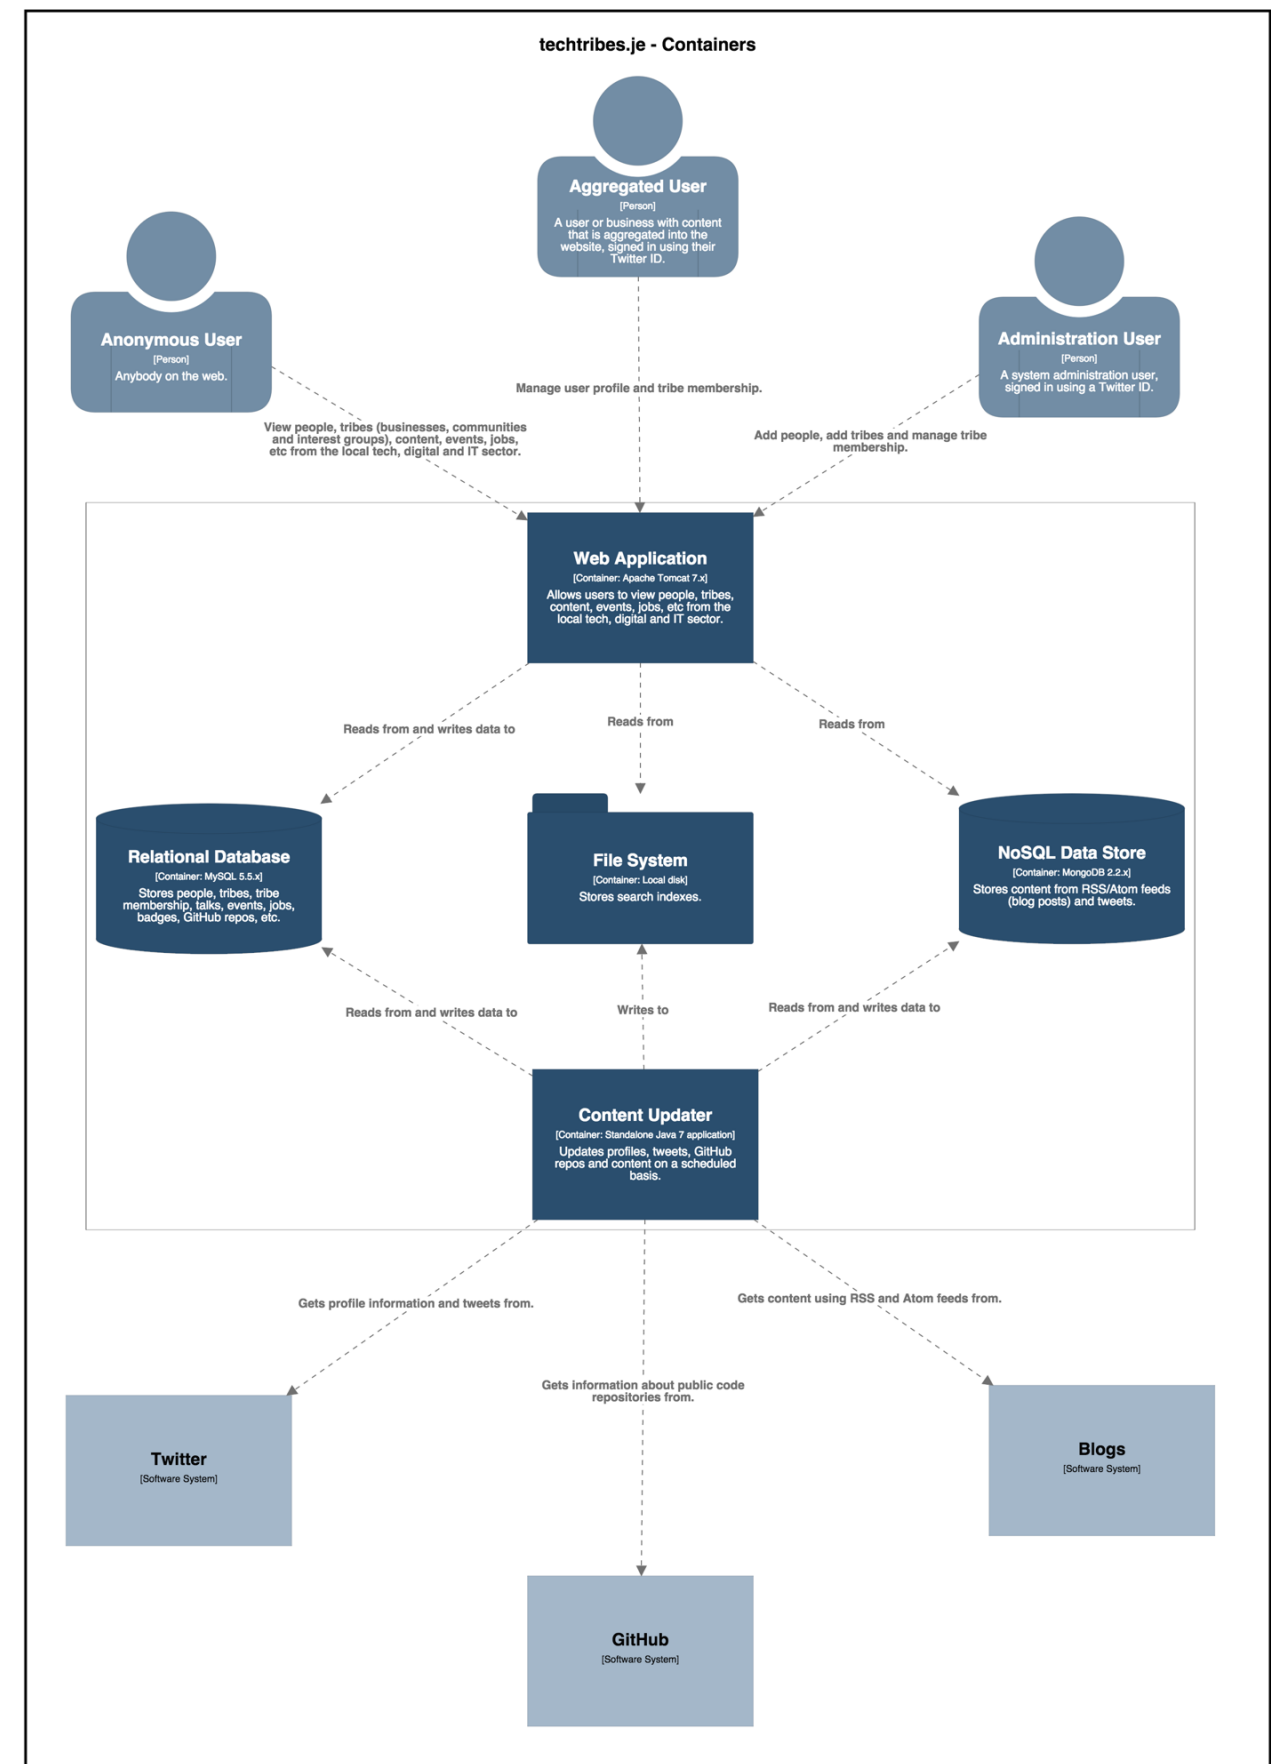 techtribes.je - Containers
Aggregated User
[Person]
A user or business with content
that is aggregated into the
website, signed in using their
Twitter ID.
Anonymous User
[Person]
Anybody on the web.
Administration User
[Person]
A system administration user,
signed in using a Twitter ID.
Manage user profile and tribe membership.
View people, tribes (businesses, communities
and interest groups), content, events, jobs,
etc from the local tech, digital and IT sector.
Add people, add tribes and manage tribe
membership.
Web Application
[Container: Apache Tomcat 7.x]
Allows users to view people, tribes,
content, events, jobs, etc from the
local tech, digital and IT sector.
Reads from and writes data to
Reads from
Reads from
Relational Database
[Container: MySQL 5.5.x]
Stores people, tribes, tribe
membership, talks, events, jobs,
badges, GitHub repos, etc.
File System
[Container: Local disk]
Stores search indexes.
NoSQL Data Store
[Container: MongoDB 2.2.x]
Stores content from RSS/Atom feeds
(blog posts) and tweets.
Reads from and writes data to
Writes to
Reads from and writes data to
Content Updater
[Container: Standalone Java 7 application]
Updates profiles, tweets, GitHub
repos and content on a scheduled
basis.
Gets profile information and tweets from.
Gets content using RSS and Atom feeds from.
Gets information about public code
repositories from.
Twitter
[Software System]
Blogs
[Software System]
GitHub
[Software System]